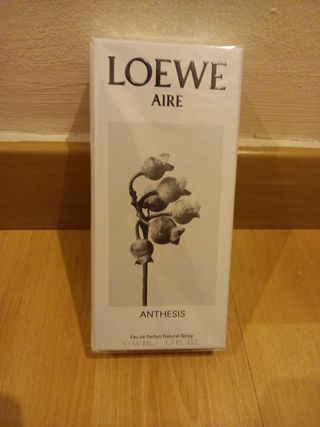 LOEWE
AIRE
ANTHESIS
Eau de Parfum Natural Spray
℮ 50 ML. 1.7 FL. OZ.